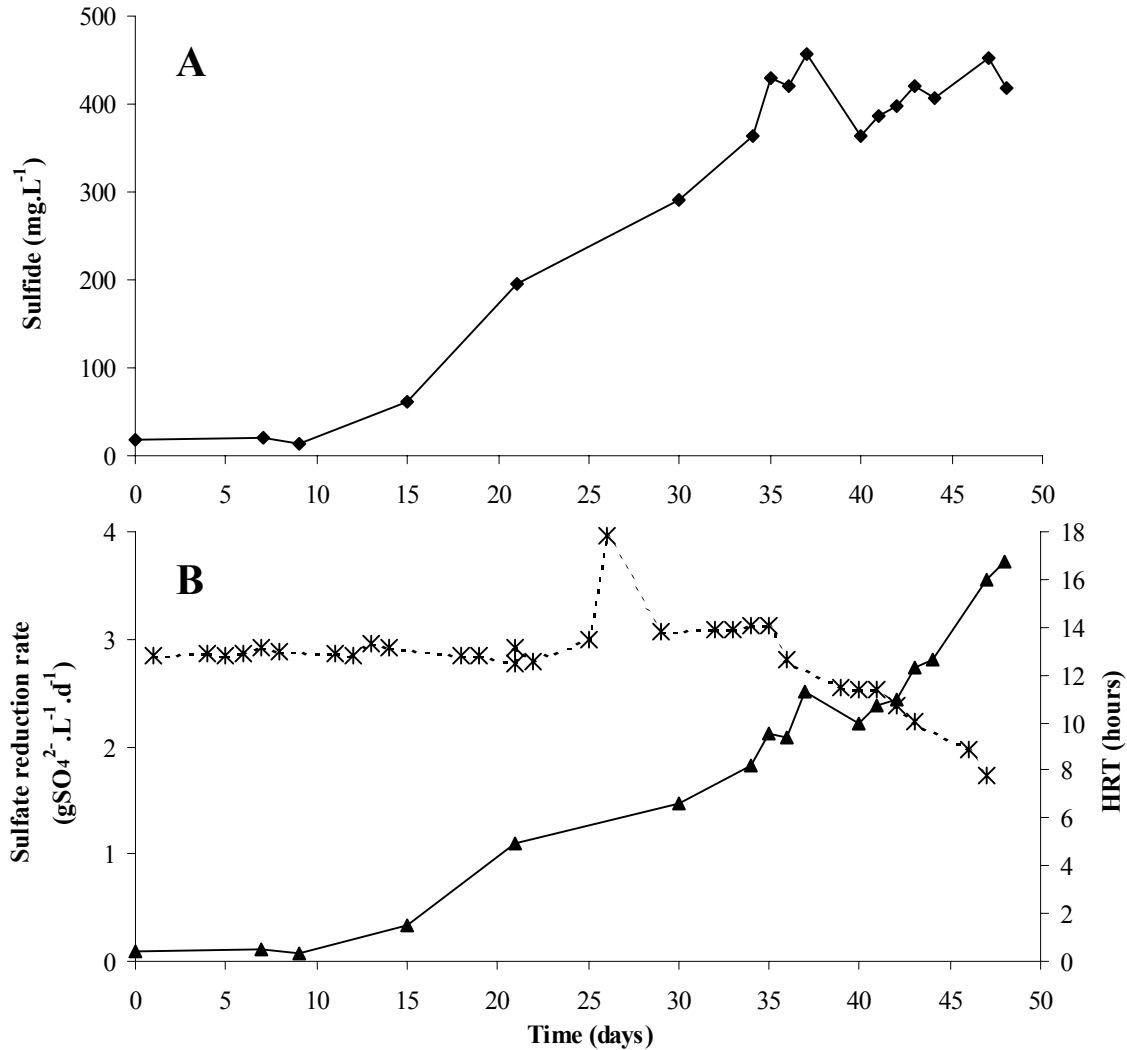 A
Sulfide (mg.L⁻¹)
500
400
300
200
100
0
0 5 10 15 20 25 30 35 40 45 50
B
Sulfate reduction rate
(gSO₄²⁻.L⁻¹.d⁻¹)
4
3
2
1
0
18
16
14
12
10
8
6
4
2
0
HRT (hours)
0 5 10 15 20 25 30 35 40 45 50
Time (days)